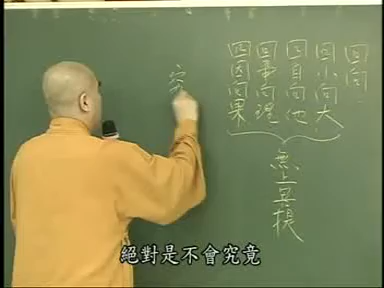 回向
回小向大
回自向他
回事向理
回因向果
無上菩提
絕對是不會究竟